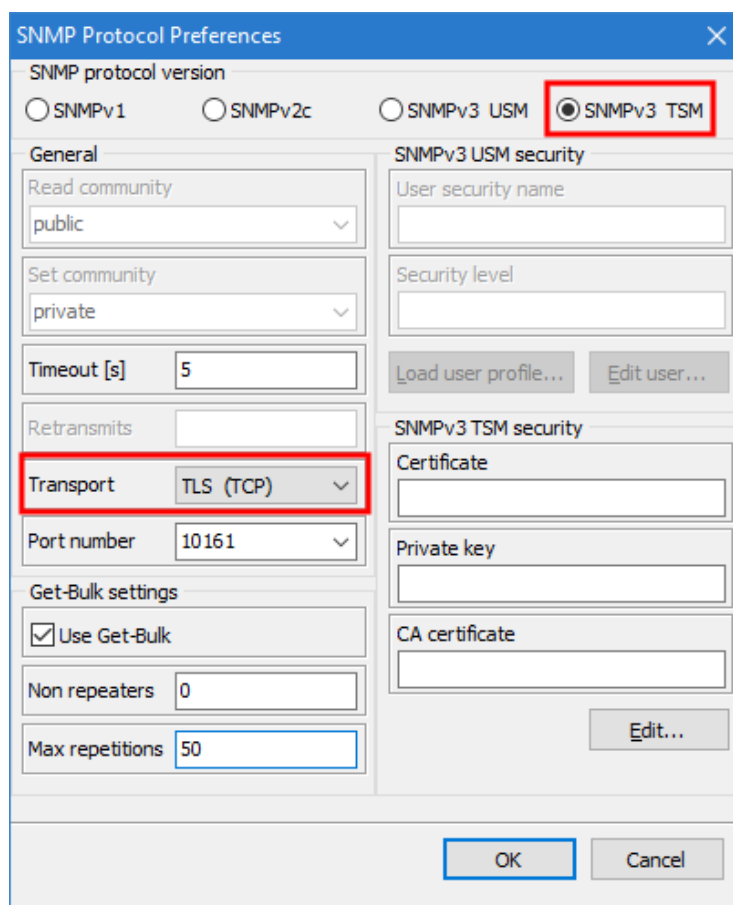 SNMP Protocol Preferences
SNMP protocol version
SNMPv1
SNMPv2c
SNMPv3 USM
SNMPv3 TSM
General
Read community
public
Set community
private
Timeout [s]
5
Retransmits
Transport
TLS (TCP)
Port number
10161
Get-Bulk settings
Use Get-Bulk
Non repeaters
0
Max repetitions
50
SNMPv3 USM security
User security name
Security level
Load user profile...
Edit user...
SNMPv3 TSM security
Certificate
Private key
CA certificate
Edit...
OK
Cancel